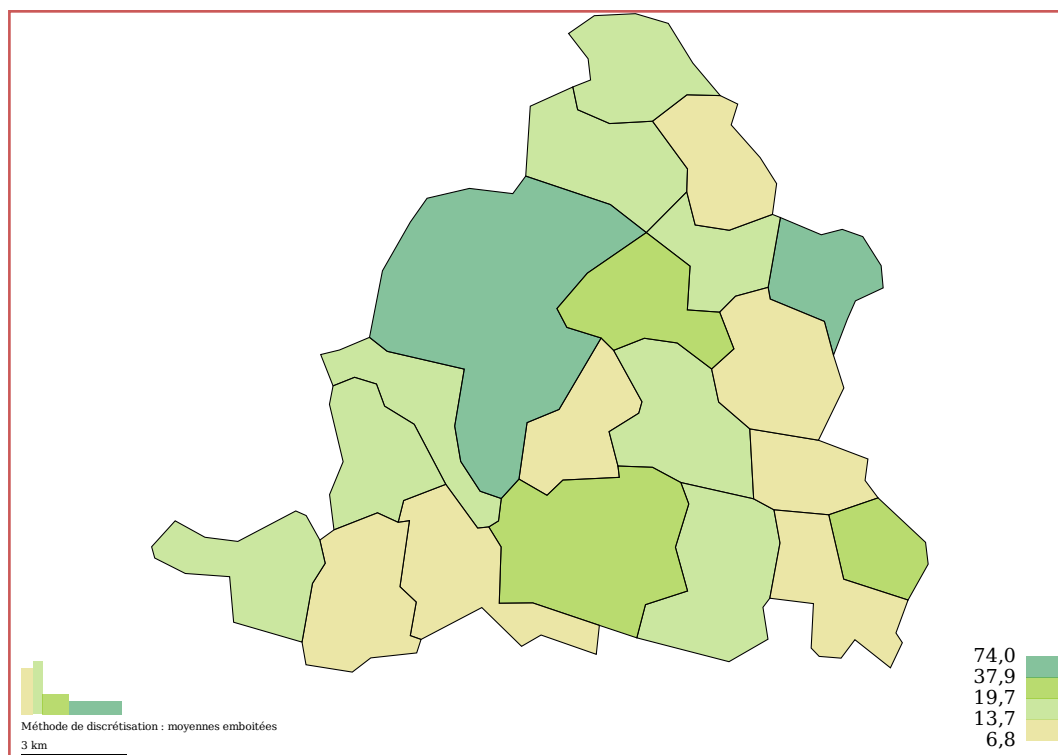 74,0
37,9
19,7
13,7
6,8
Méthode de discrétisation : moyennes emboitées
3 km